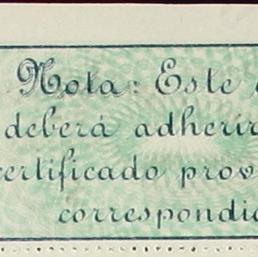 Nota: Este
deberá adherir
certificado prov
correspondi